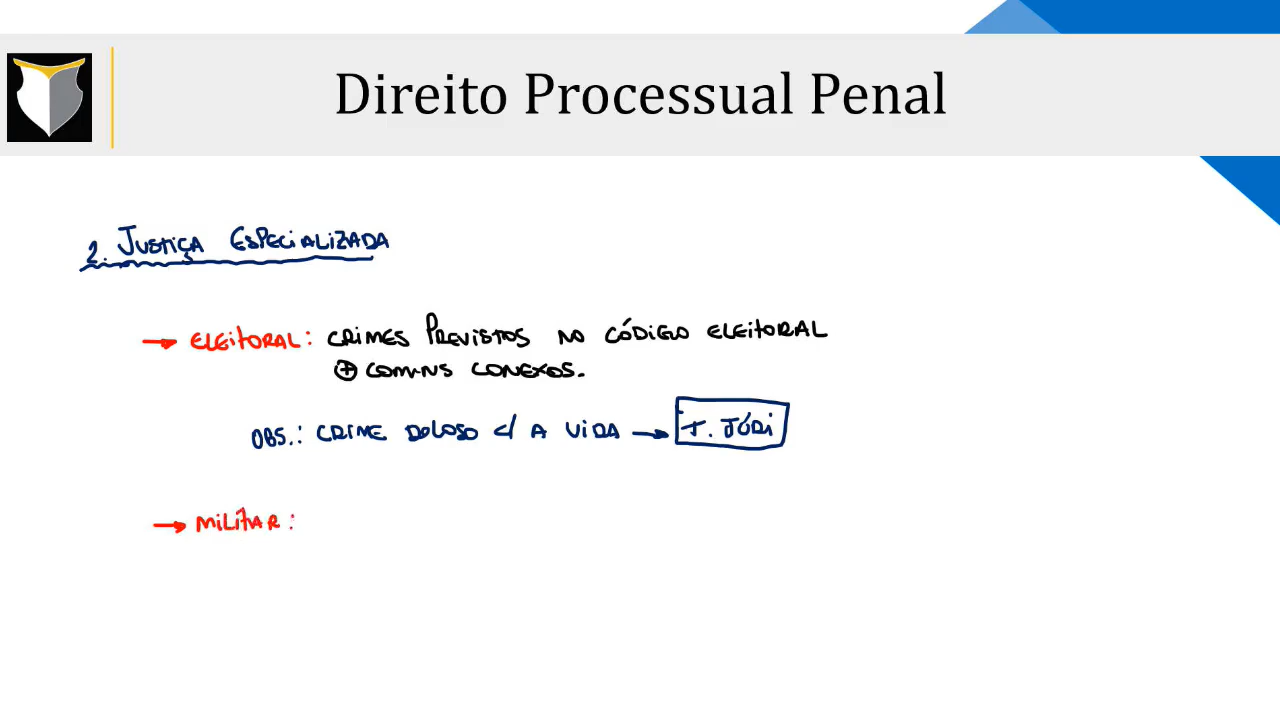 Direito Processual Penal
2. JUSTIÇA ESPECIALIZADA
→ ELEITORAL: CRIMES PREVISTOS NO CÓDIGO ELEITORAL
⊕ COMUNS CONEXOS.
OBS.: CRIME DOLOSO C/ A VIDA → T. JÚRI
→ MILITAR: